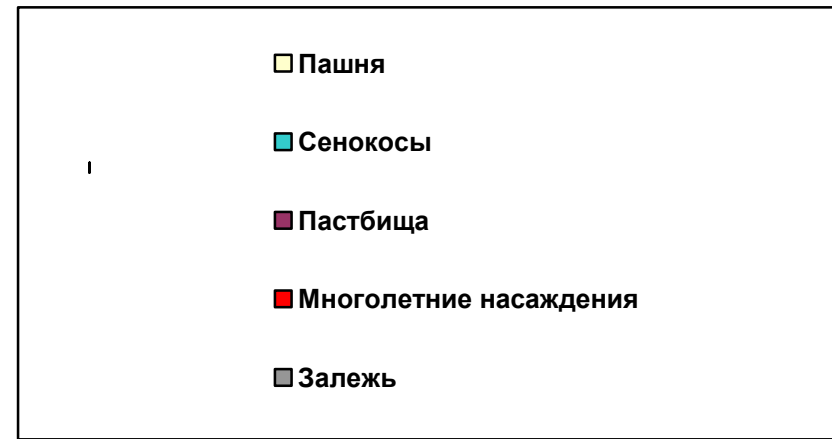 Пашня
Сенокосы
Пастбища
Многолетние насаждения
Залежь